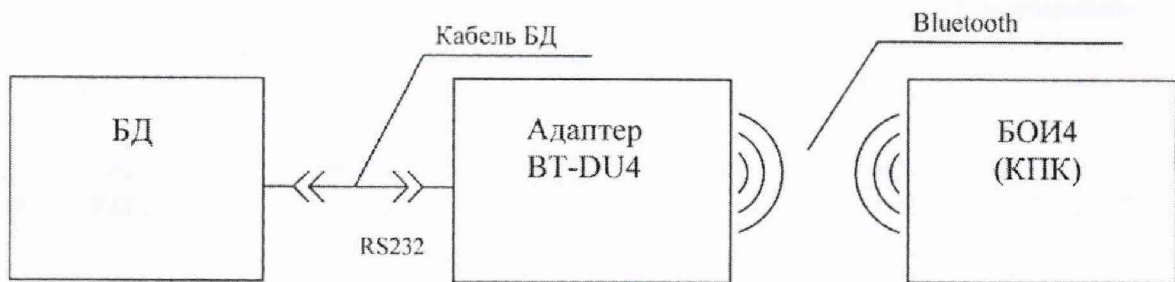 Кабель БД
Bluetooth
БД
Адаптер
BT-DU4
БОИ4
(КПК)
RS232